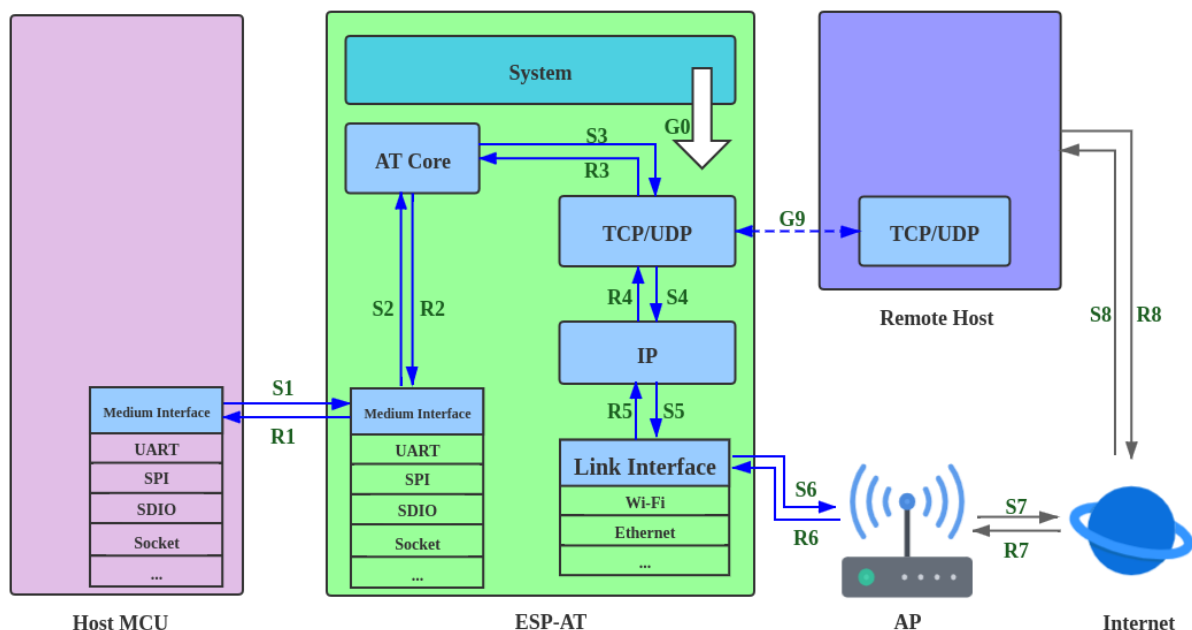 System
G0
AT Core
S3
R3
TCP/UDP
G9
TCP/UDP
S2
R2
R4
S4
Remote Host
S8
R8
IP
S1
R1
R5
S5
Medium Interface
UART
SPI
SDIO
Socket
...
Medium Interface
UART
SPI
SDIO
Socket
...
Link Interface
Wi-Fi
Ethernet
...
S6
R6
S7
R7
Host MCU
ESP-AT
AP
Internet